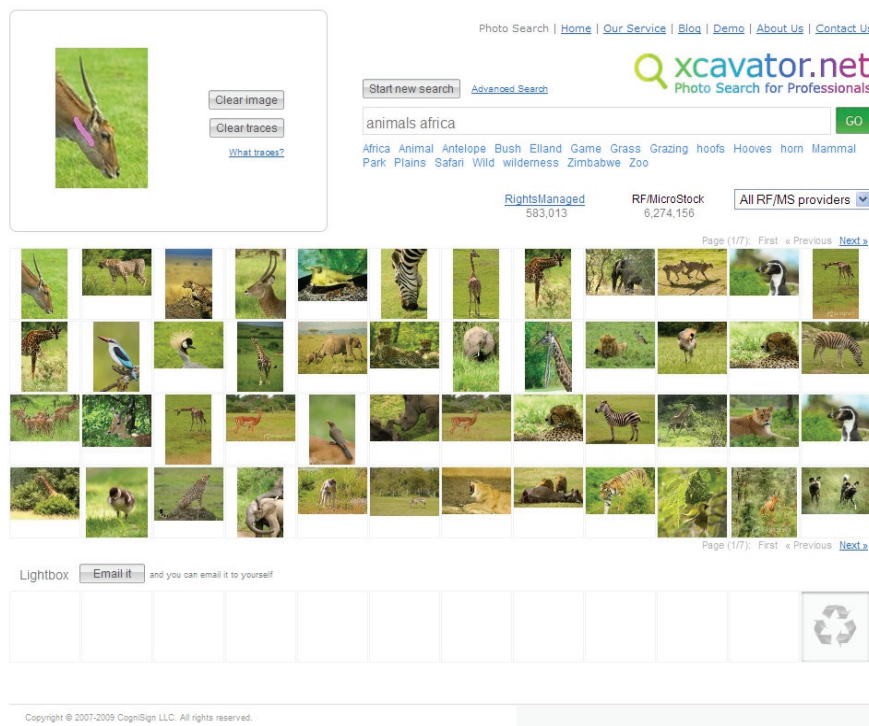 Photo Search | Home | Our Service | Blog | Demo | About Us | Contact Us
xcavator.net
Photo Search for Professionals
Clear image
Clear traces
What traces?
Start new search Advanced Search
animals africa GO
Africa Animal Antelope Bush Elland Game Grass Grazing hoofs Hooves horn Mammal
Park Plains Safari Wild wilderness Zimbabwe Zoo
RightsManaged RF/MicroStock All RF/MS providers
583,013 6,274,156
Page (1/7): First « Previous Next »
Page (1/7): First « Previous Next »
Lightbox Email it and you can email it to yourself
Copyright © 2007-2009 CogniSign LLC. All rights reserved.